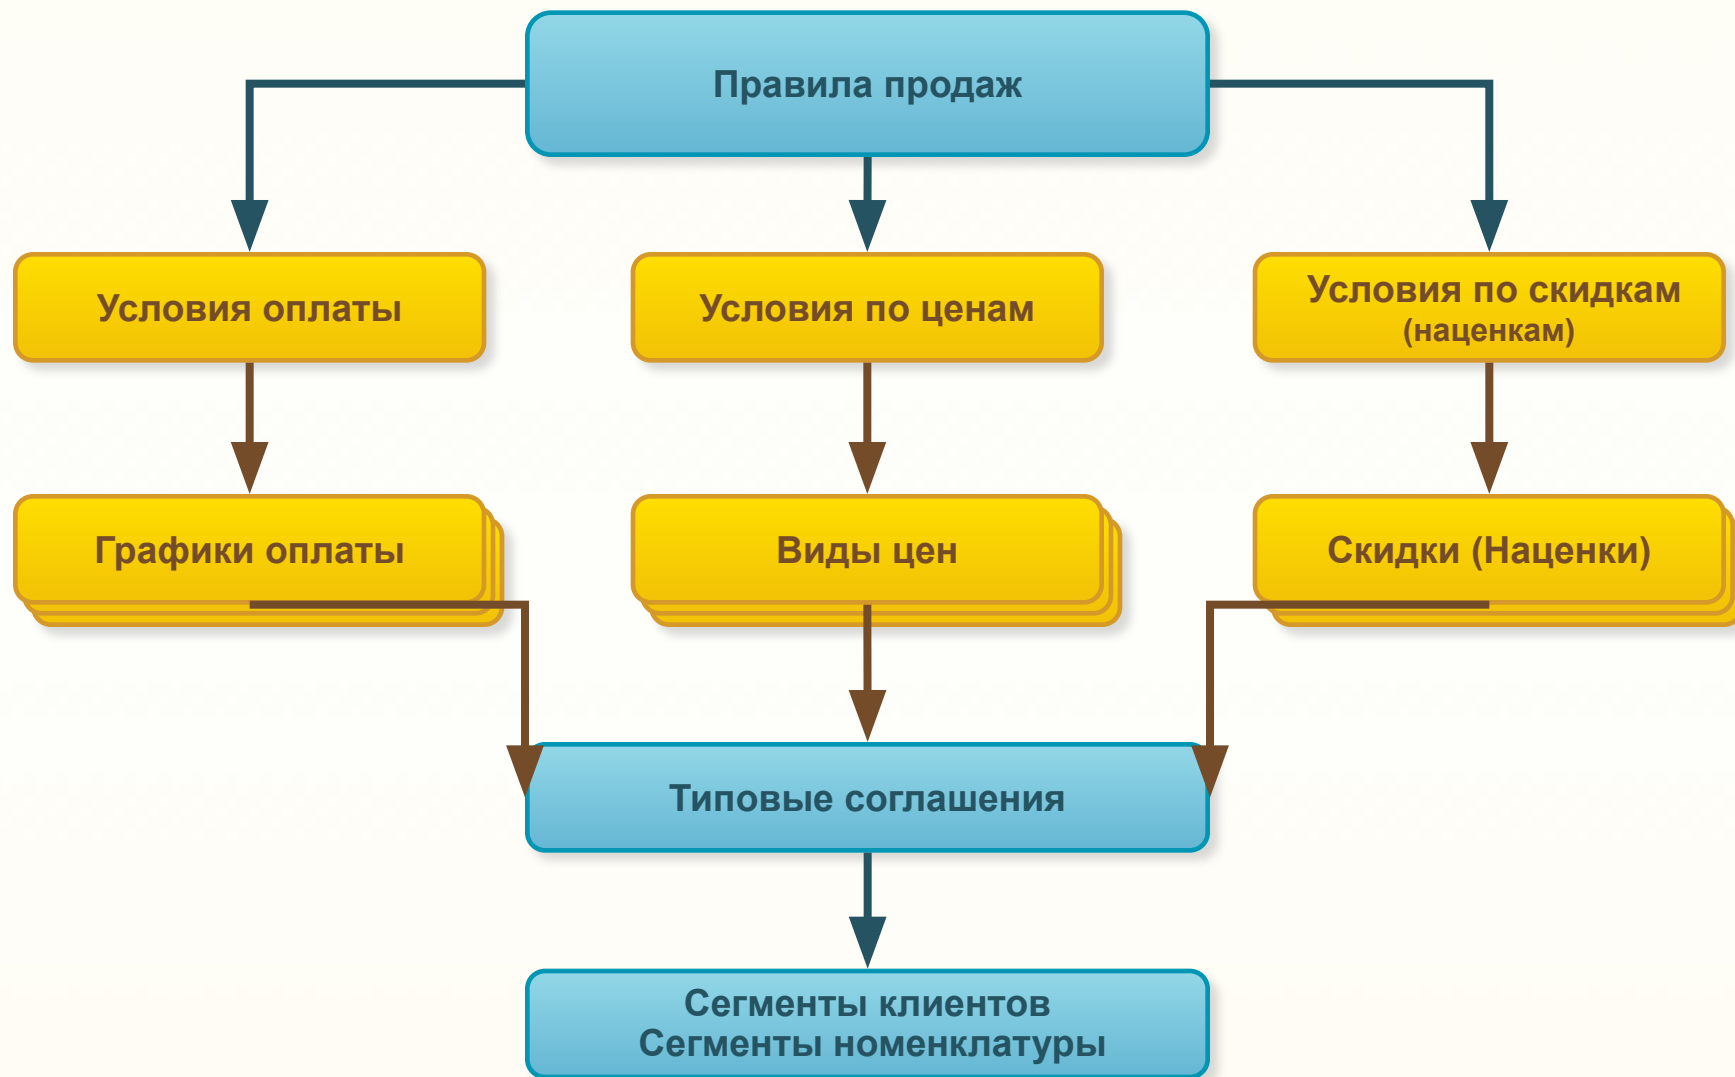 Правила продаж
Условия оплаты
Условия по ценам
Условия по скидкам
(наценкам)
Графики оплаты
Виды цен
Скидки (Наценки)
Типовые соглашения
Сегменты клиентов
Сегменты номенклатуры